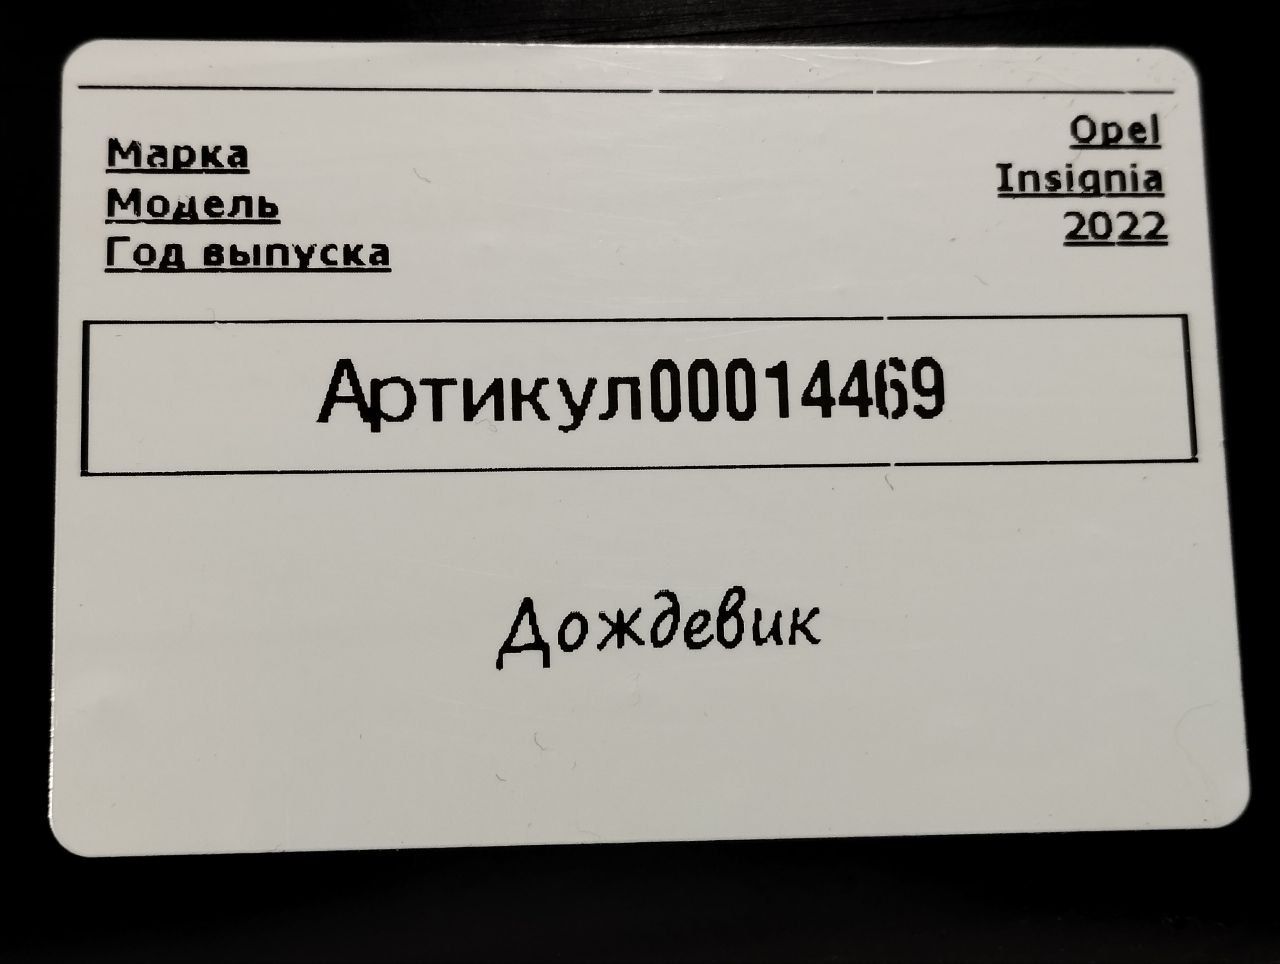 Марка Opel
Модель Insignia
Год выпуска 2022
Артикул00014469
Дождевик